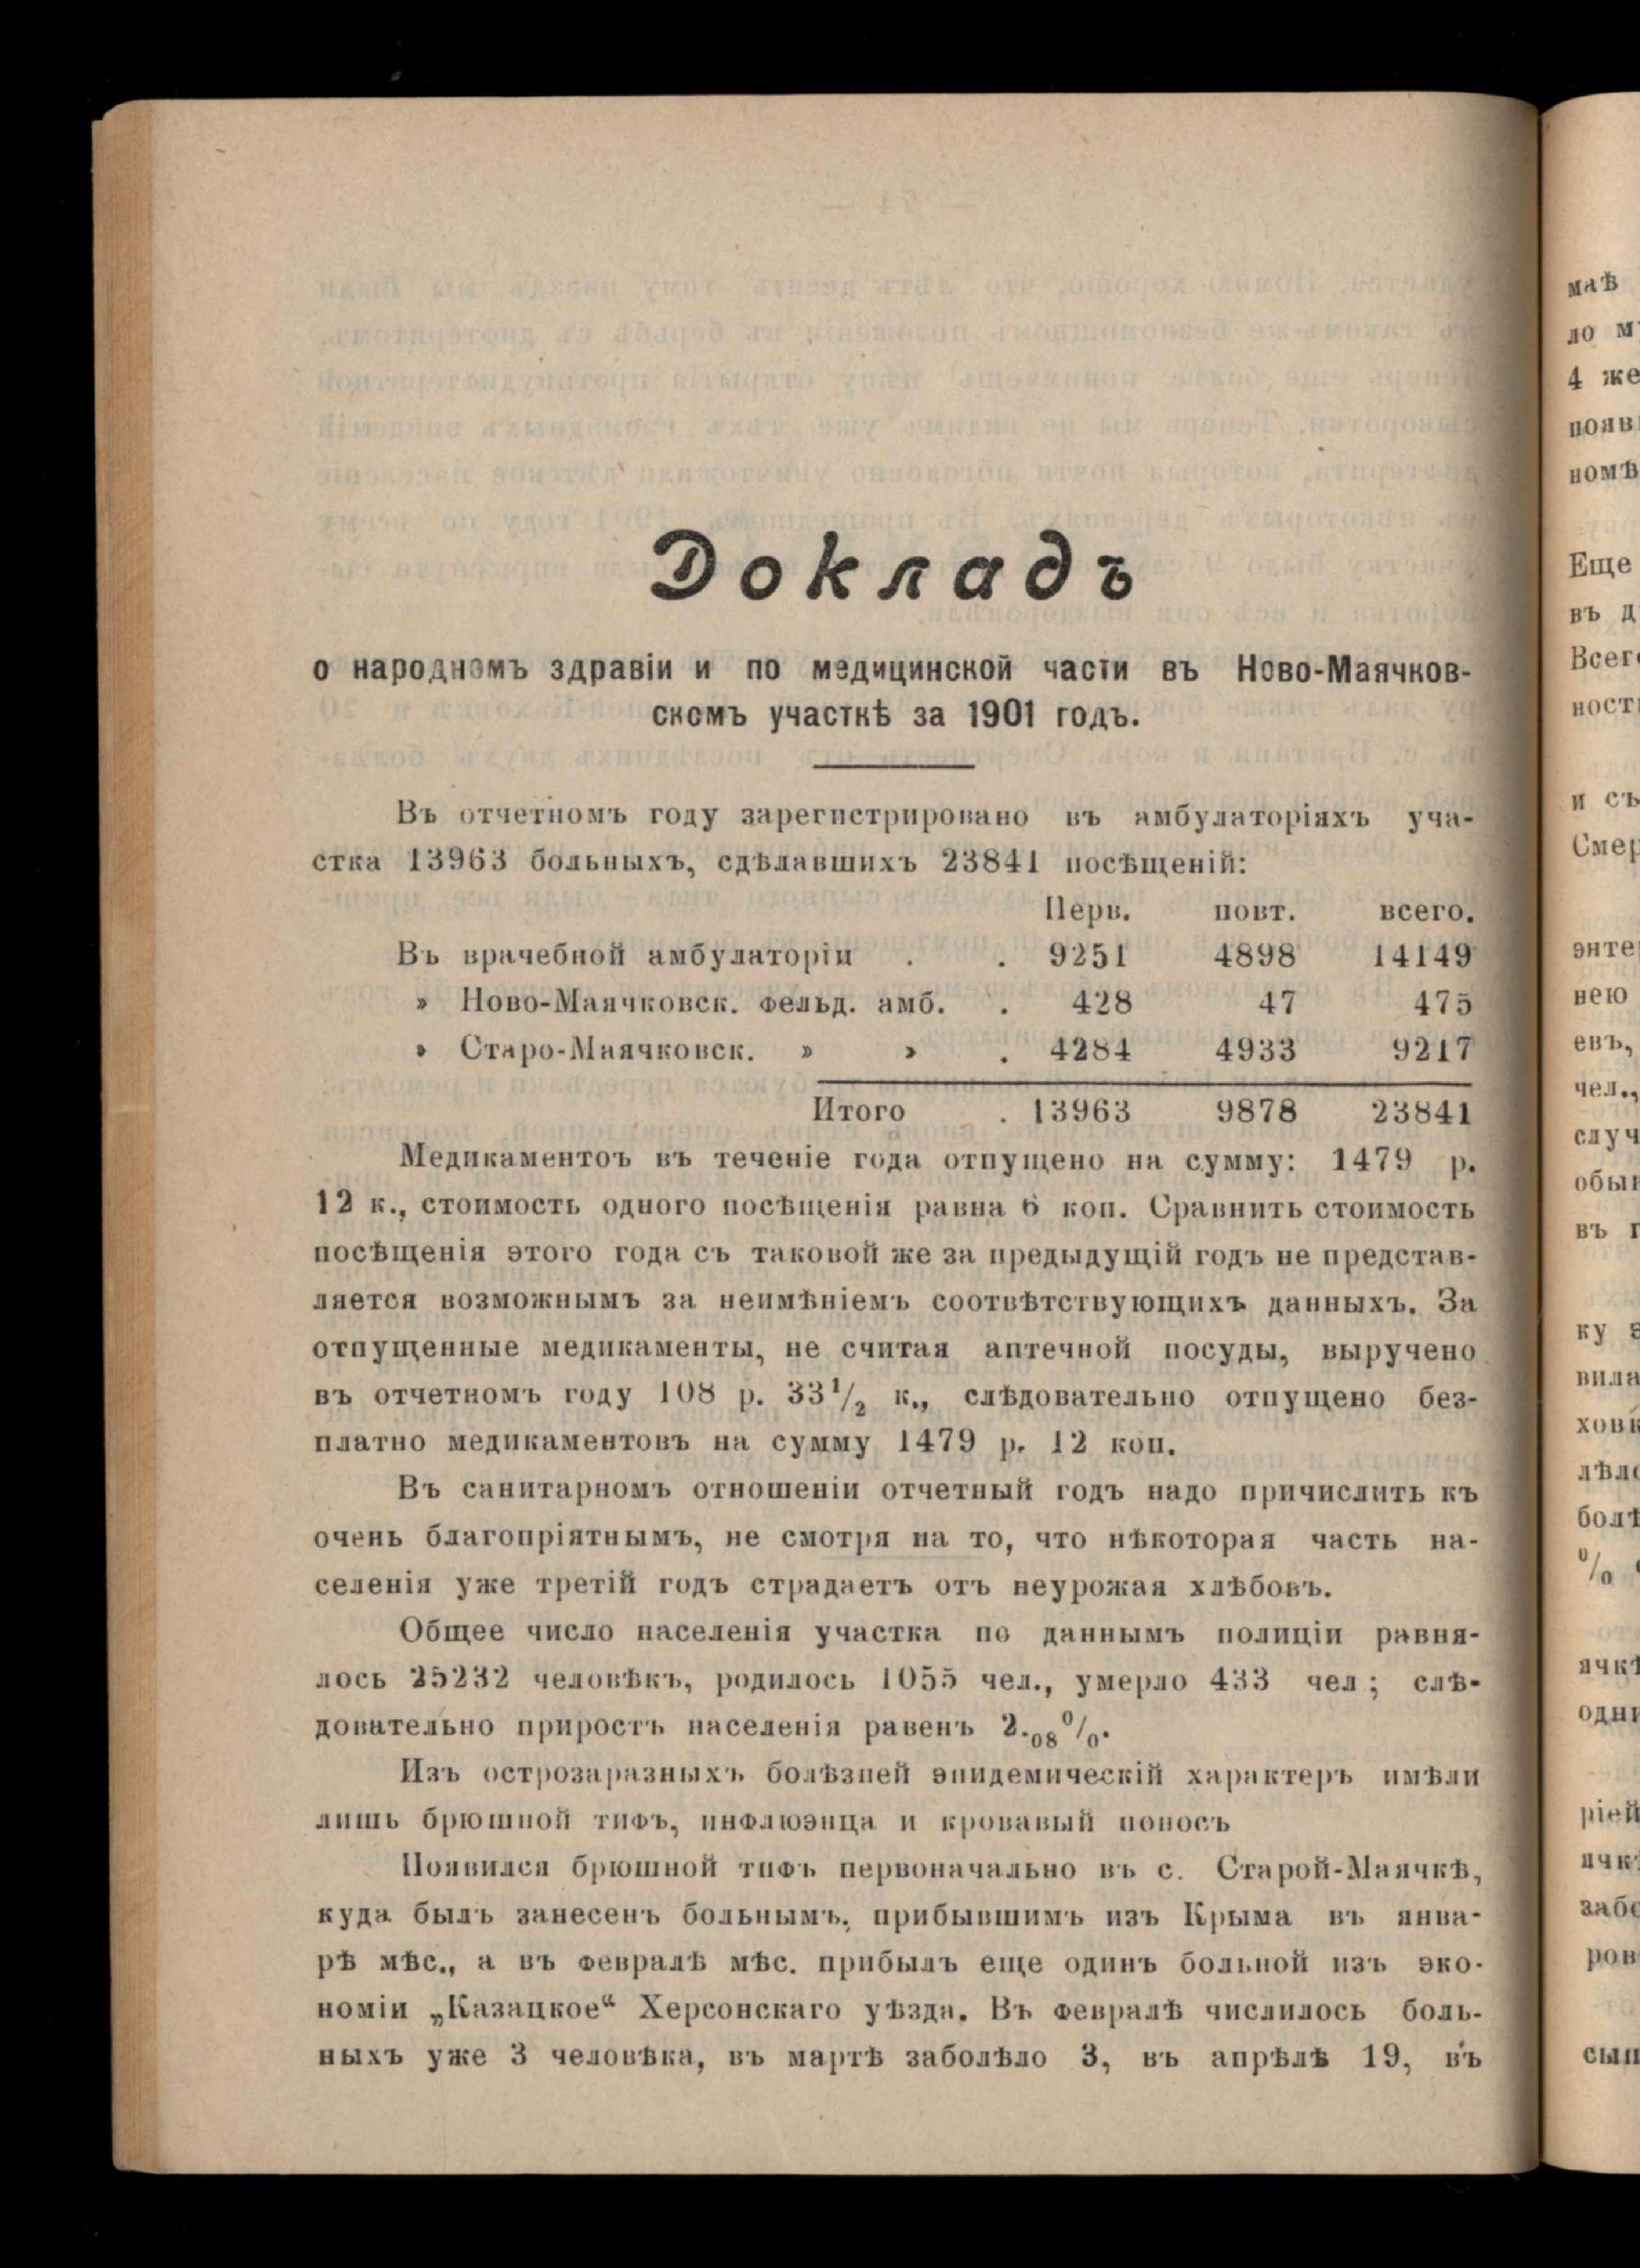 Докладъ
о народномъ здравіи и по медицинской части въ Ново-Маячков-
скомъ участкѣ за 1901 годъ.
Въ отчетномъ году зарегистрировано въ амбулаторіяхъ уча-
стка 13963 больныхъ, сдѣлавшихъ 23841 посѣщеній:
Перв. повт. всего.
Въ врачебной амбулаторіи . . 9251 4898 14149
» Ново-Маячковск. фельд. амб. . 428 47 475
» Старо-Маячковск. » » . 4284 4933 9217
Итого . 13963 9878 23841
Медикаментоъ въ теченіе года отпущено на сумму: 1479 р.
12 к., стоимость одного посѣщенія равна 6 коп. Сравнить стоимость
посѣщенія этого года съ таковой же за предыдущій годъ не представ-
ляется возможнымъ за неимѣніемъ соотвѣтствующихъ данныхъ. За
отпущенные медикаменты, не считая аптечной посуды, выручено
въ отчетномъ году 108 р. 33½ к., слѣдовательно отпущено без-
платно медикаментовъ на сумму 1479 р. 12 коп.
Въ санитарномъ отношеніи отчетный годъ надо причислить къ
очень благопріятнымъ, не смотря на то, что нѣкоторая часть на-
селенія уже третій годъ страдаетъ отъ неурожая хлѣбовъ.
Общее число населенія участка по даннымъ полиціи равня-
лось 25232 человѣкъ, родилось 1055 чел., умерло 433 чел; слѣ-
довательно приростъ населенія равенъ 2.08%.
Изъ острозаразныхъ болѣзней эпидемическій характеръ имѣли
лишь брюшной тифъ, инфлюэнца и кровавый поносъ
Появился брюшной тифъ первоначально въ с. Старой-Маячкѣ,
куда былъ занесенъ больнымъ, прибывшимъ изъ Крыма въ янва-
рѣ мѣс., а въ февралѣ мѣс. прибылъ еще одинъ больной изъ эко-
номіи „Казацкое“ Херсонскаго уѣзда. Въ февралѣ числилось боль-
ныхъ уже 3 человѣка, въ мартѣ заболѣло 3, въ апрѣлѣ 19, въ